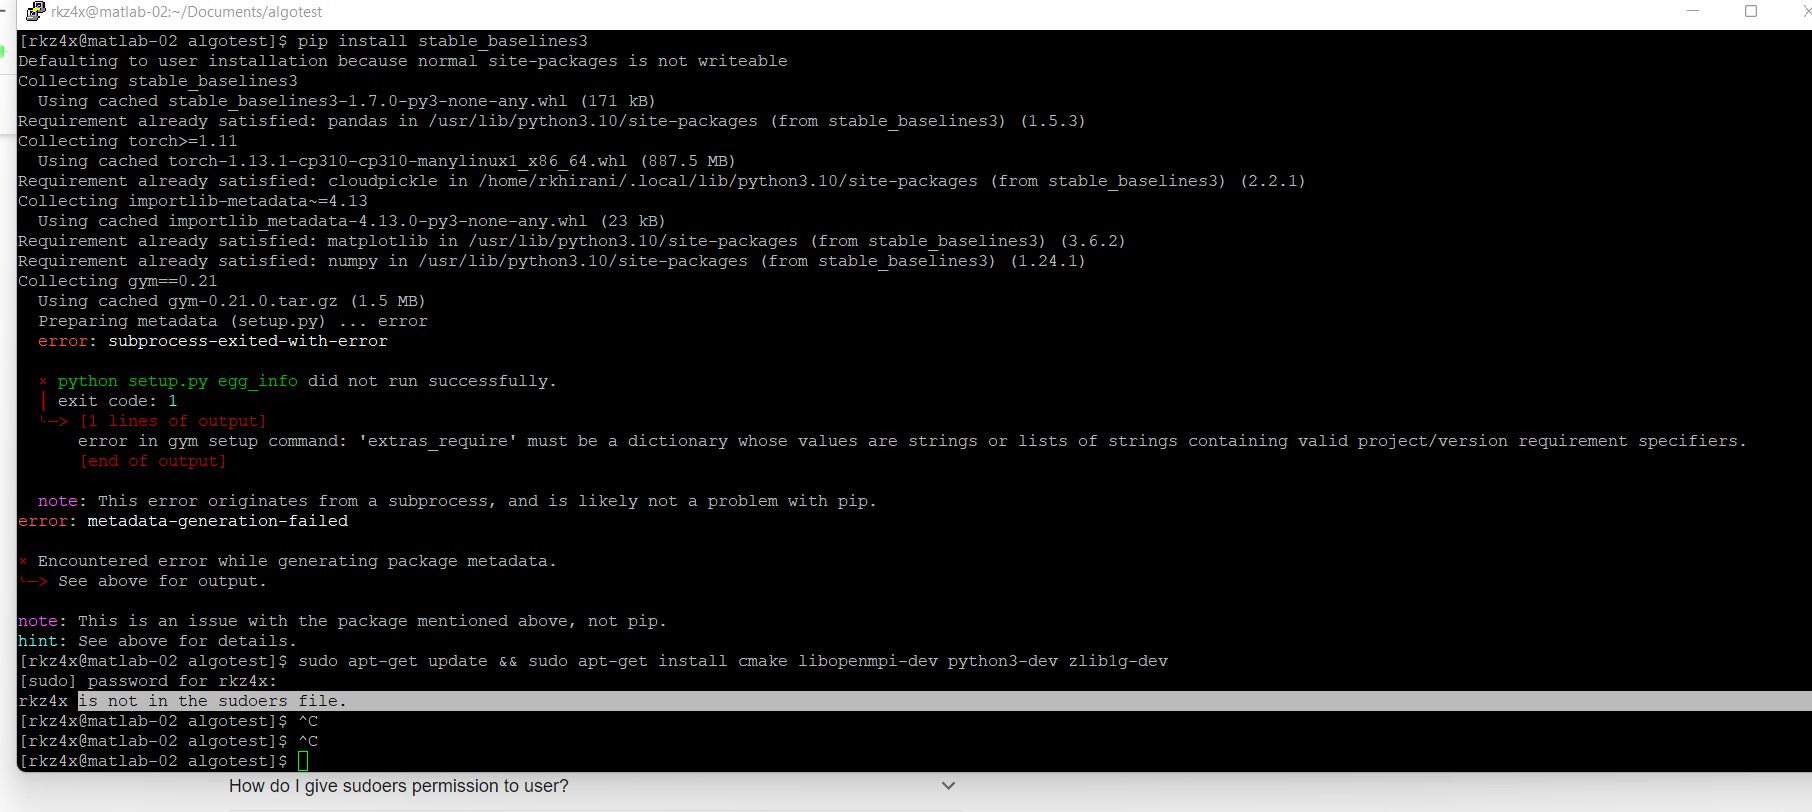 rkz4x@matlab-02:~/Documents/algotest
[rkz4x@matlab-02 algotest]$ pip install stable_baselines3
Defaulting to user installation because normal site-packages is not writeable
Collecting stable_baselines3
  Using cached stable_baselines3-1.7.0-py3-none-any.whl (171 kB)
Requirement already satisfied: pandas in /usr/lib/python3.10/site-packages (from stable_baselines3) (1.5.3)
Collecting torch>=1.11
  Using cached torch-1.13.1-cp310-cp310-manylinux1_x86_64.whl (887.5 MB)
Requirement already satisfied: cloudpickle in /home/rkhirani/.local/lib/python3.10/site-packages (from stable_baselines3) (2.2.1)
Collecting importlib-metadata~=4.13
  Using cached importlib_metadata-4.13.0-py3-none-any.whl (23 kB)
Requirement already satisfied: matplotlib in /usr/lib/python3.10/site-packages (from stable_baselines3) (3.6.2)
Requirement already satisfied: numpy in /usr/lib/python3.10/site-packages (from stable_baselines3) (1.24.1)
Collecting gym==0.21
  Using cached gym-0.21.0.tar.gz (1.5 MB)
  Preparing metadata (setup.py) ... error
  error: subprocess-exited-with-error
  × python setup.py egg_info did not run successfully.
  │ exit code: 1
  ╰─> [1 lines of output]
      error in gym setup command: 'extras_require' must be a dictionary whose values are strings or lists of strings containing valid project/version requirement specifiers.
      [end of output]
  note: This error originates from a subprocess, and is likely not a problem with pip.
error: metadata-generation-failed
× Encountered error while generating package metadata.
╰─> See above for output.
note: This is an issue with the package mentioned above, not pip.
hint: See above for details.
[rkz4x@matlab-02 algotest]$ sudo apt-get update && sudo apt-get install cmake libopenmpi-dev python3-dev zlib1g-dev
[sudo] password for rkz4x:
rkz4x is not in the sudoers file.
[rkz4x@matlab-02 algotest]$ ^C
[rkz4x@matlab-02 algotest]$ ^C
[rkz4x@matlab-02 algotest]$
How do I give sudoers permission to user?